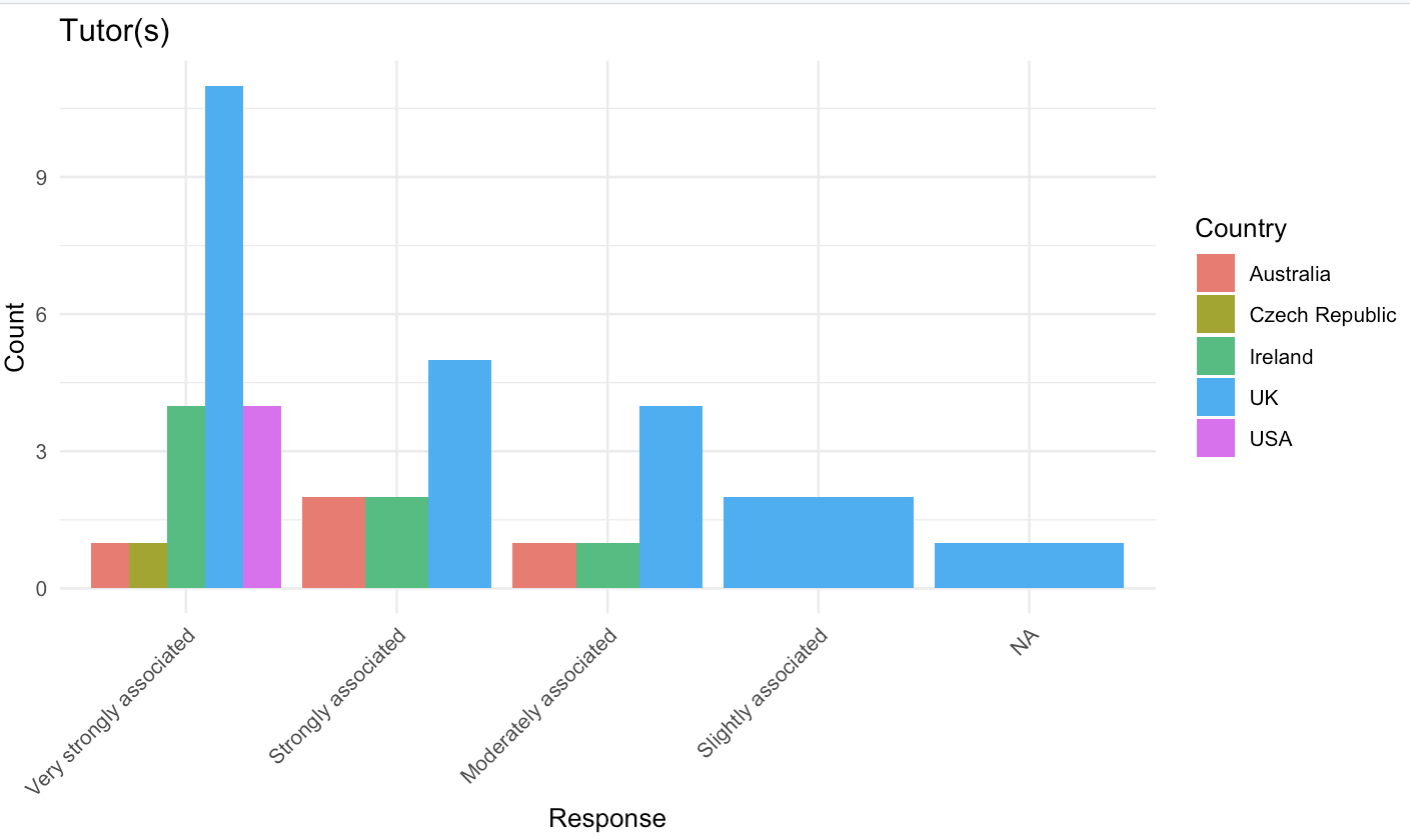 Tutor(s)
Count
9
6
3
0
Very strongly associated
Strongly associated
Moderately associated
Slightly associated
NA
Response
Country
Australia
Czech Republic
Ireland
UK
USA